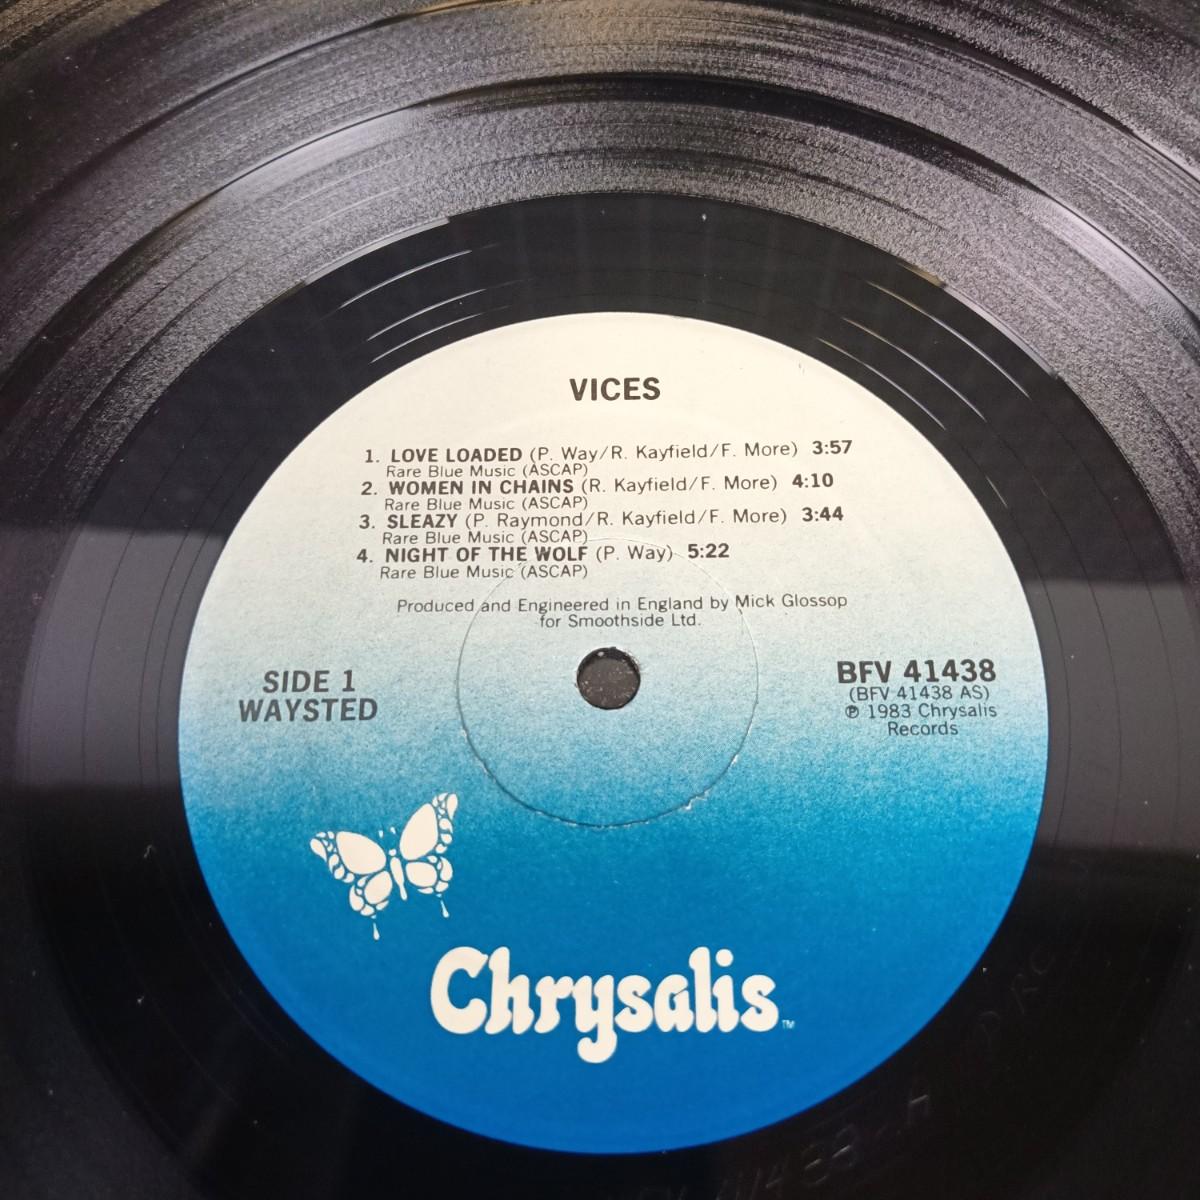 VICES
1. LOVE LOADED (P. Way/R. Kayfield/F. More) 3:57
Rare Blue Music (ASCAP)
2. WOMEN IN CHAINS (R. Kayfield/F. More) 4:10
Rare Blue Music (ASCAP)
3. SLEAZY (P. Raymond/R. Kayfield/F. More) 3:44
Rare Blue Music (ASCAP)
4. NIGHT OF THE WOLF (P. Way) 5:22
Rare Blue Music (ASCAP)
Produced and Engineered in England by Mick Glossop
for Smoothside Ltd.
SIDE 1
WAYSTED
BFV 41438
(BFV 41438 AS)
℗ 1983 Chrysalis
Records
Chrysalis™